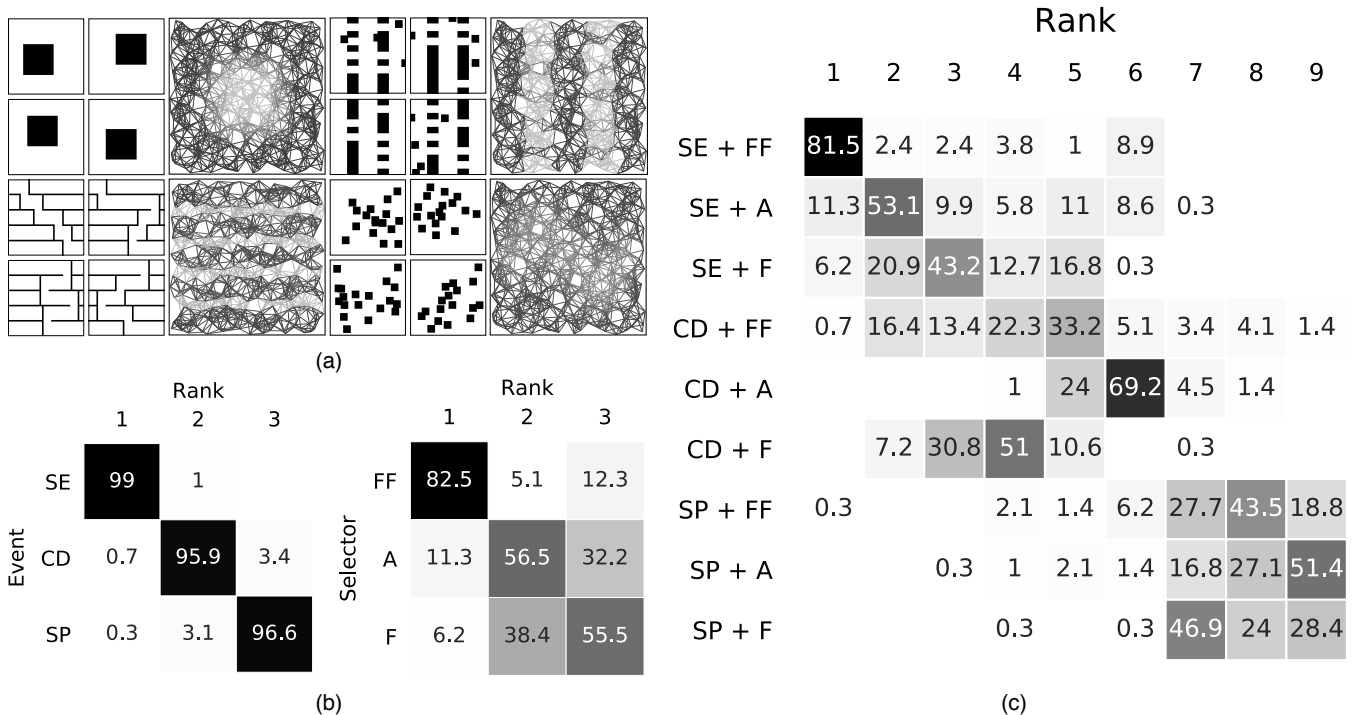 (a)
Rank
1 2 3
Event
SE 99 1
CD 0.7 95.9 3.4
SP 0.3 3.1 96.6
Rank
1 2 3
Selector
FF 82.5 5.1 12.3
A 11.3 56.5 32.2
F 6.2 38.4 55.5
(b)
Rank
1 2 3 4 5 6 7 8 9
SE + FF 81.5 2.4 2.4 3.8 1 8.9
SE + A 11.3 53.1 9.9 5.8 11 8.6 0.3
SE + F 6.2 20.9 43.2 12.7 16.8 0.3
CD + FF 0.7 16.4 13.4 22.3 33.2 5.1 3.4 4.1 1.4
CD + A 1 24 69.2 4.5 1.4
CD + F 7.2 30.8 51 10.6 0.3
SP + FF 0.3 2.1 1.4 6.2 27.7 43.5 18.8
SP + A 0.3 1 2.1 1.4 16.8 27.1 51.4
SP + F 0.3 0.3 46.9 24 28.4
(c)